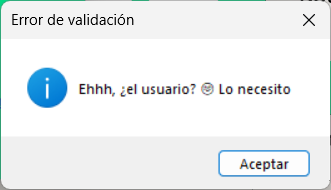 Error de validación
Ehhh, ¿el usuario? 🥺 Lo necesito
Aceptar